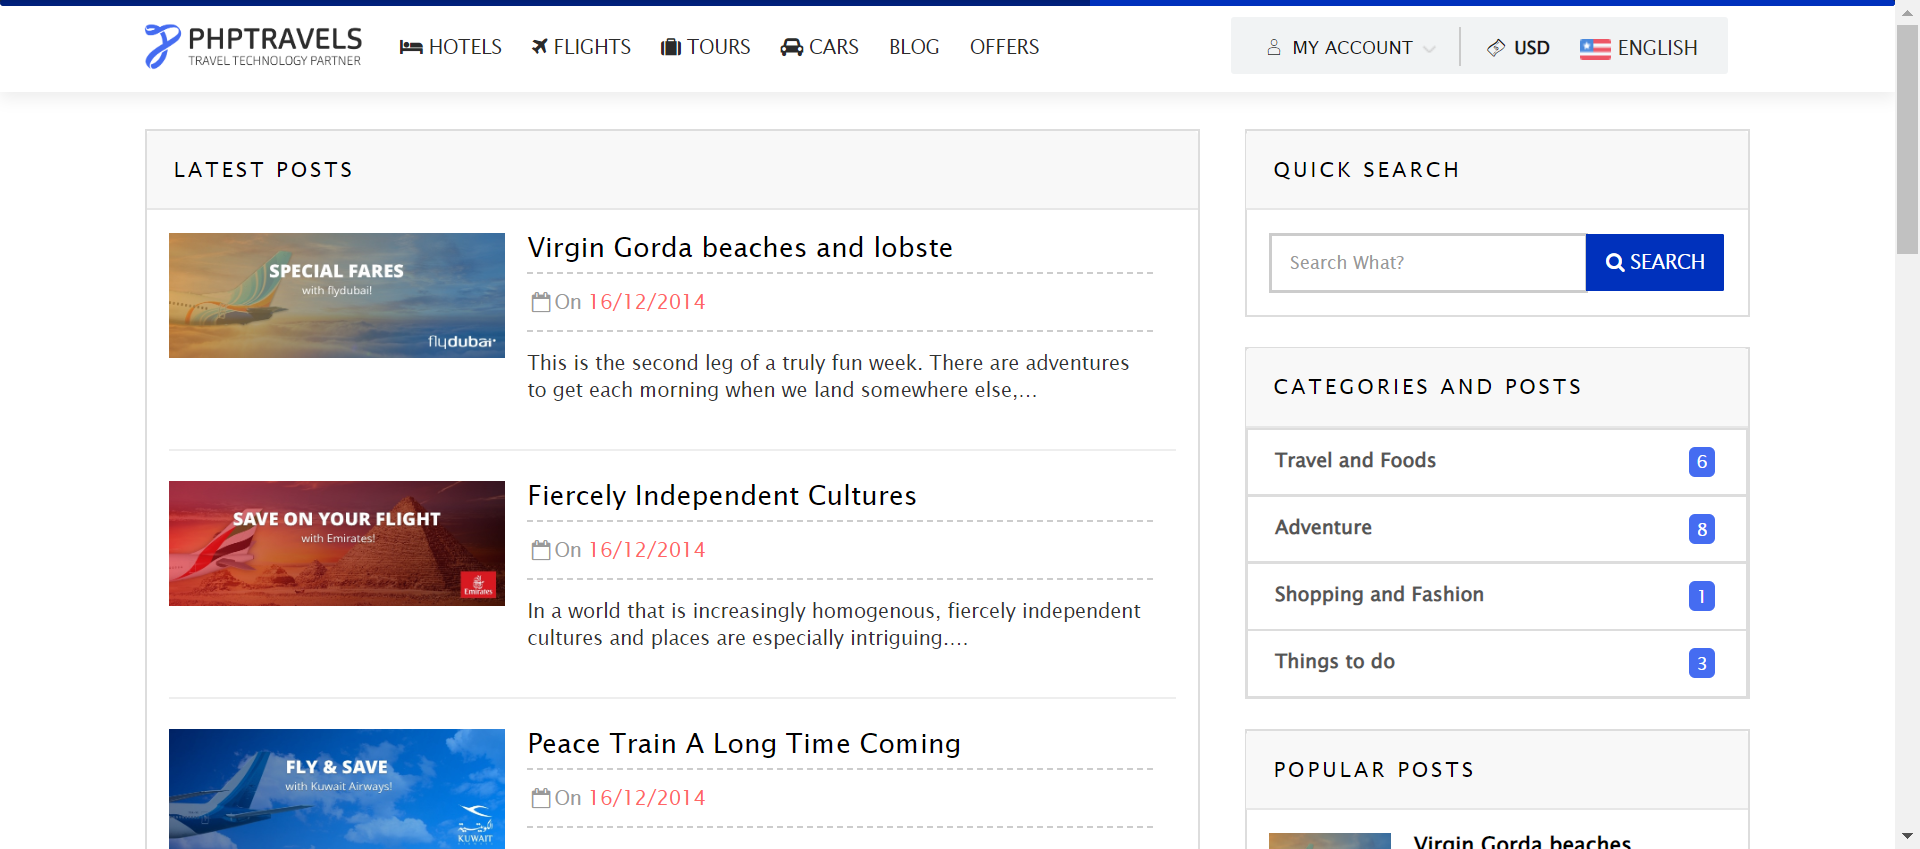 PHPTRAVELS
TRAVEL TECHNOLOGY PARTNER
HOTELS FLIGHTS TOURS CARS BLOG OFFERS
MY ACCOUNT USD ENGLISH
LATEST POSTS
SPECIAL FARES
with flydubai!
flydubai
Virgin Gorda beaches and lobste
On 16/12/2014
This is the second leg of a truly fun week. There are adventures
to get each morning when we land somewhere else,...
SAVE ON YOUR FLIGHT
with Emirates!
Emirates
Fiercely Independent Cultures
On 16/12/2014
In a world that is increasingly homogenous, fiercely independent
cultures and places are especially intriguing....
FLY & SAVE
with Kuwait Airways!
الكويتية
KUWAIT
Peace Train A Long Time Coming
On 16/12/2014
QUICK SEARCH
Search What?
SEARCH
CATEGORIES AND POSTS
Travel and Foods 6
Adventure 8
Shopping and Fashion 1
Things to do 3
POPULAR POSTS
Virgin Gorda beaches